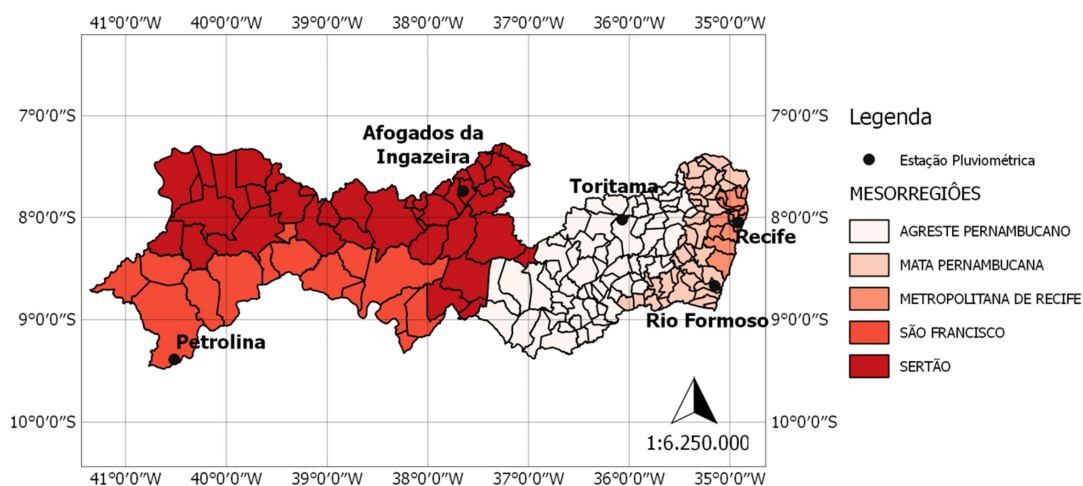 41°0'0"W 40°0'0"W 39°0'0"W 38°0'0"W 37°0'0"W 36°0'0"W 35°0'0"W
7°0'0"S 7°0'0"S
Legenda
Afogados da
Ingazeira
Estação Pluviométrica
Toritama
MESORREGIÔES
8°0'0"S 8°0'0"S
Recife
AGRESTE PERNAMBUCANO
MATA PERNAMBUCANA
METROPOLITANA DE RECIFE
9°0'0"S 9°0'0"S
Rio Formoso
Petrolina
SÃO FRANCISCO
SERTÃO
10°0'0"S 10°0'0"S
1:6.250.000
41°0'0"W 40°0'0"W 39°0'0"W 38°0'0"W 37°0'0"W 36°0'0"W 35°0'0"W